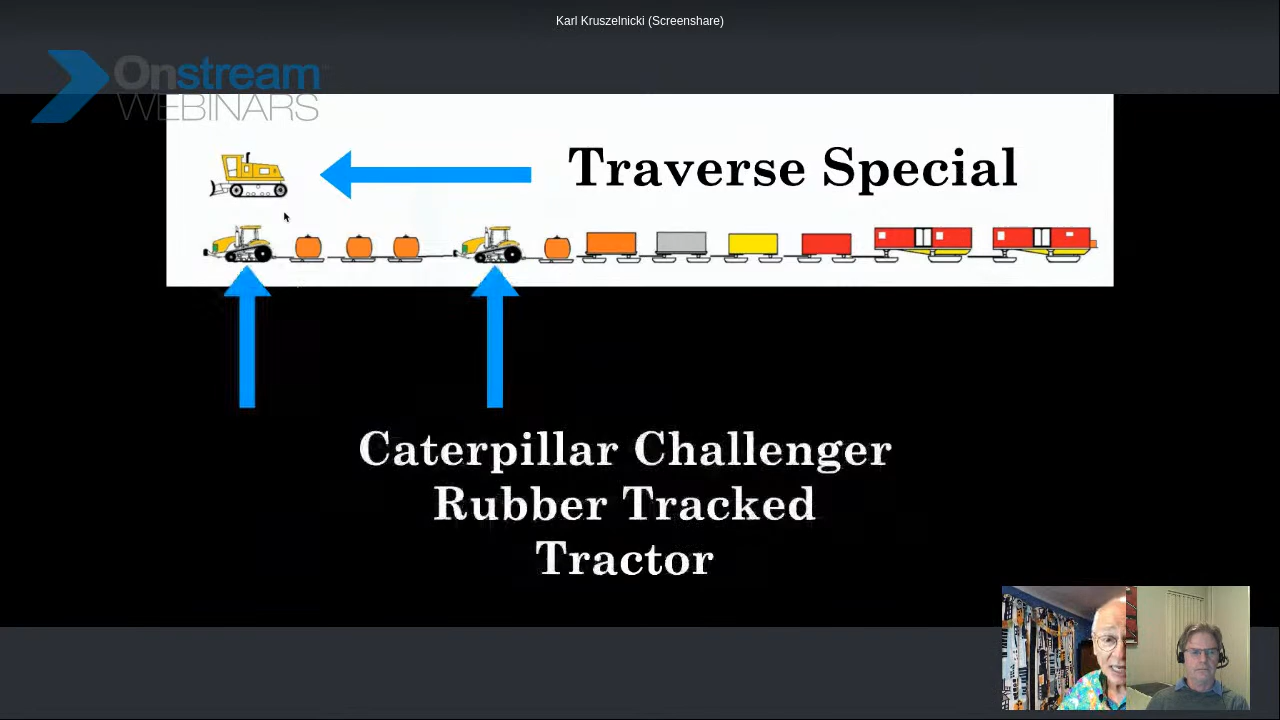 Karl Kruszelnicki (Screenshare)
Onstream
WEBINARS
Traverse Special
Caterpillar Challenger
Rubber Tracked
Tractor